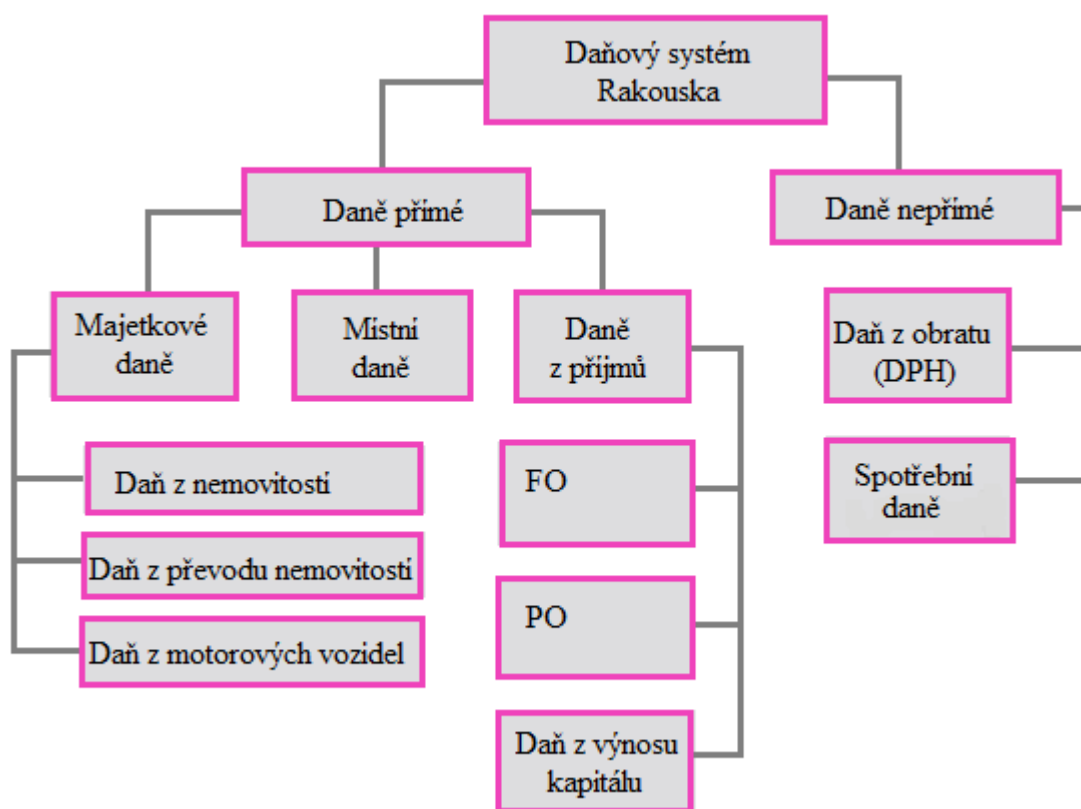 Daňový systém
Rakouska
Daně přímé
Daně nepřímé
Majetkové
daně
Místní
daně
Daně
z příjmů
Daň z obratu
(DPH)
Daň z nemovitostí
Daň z převodu nemovitostí
Daň z motorových vozidel
FO
PO
Daň z výnosu
kapitálu
Spotřební
daně